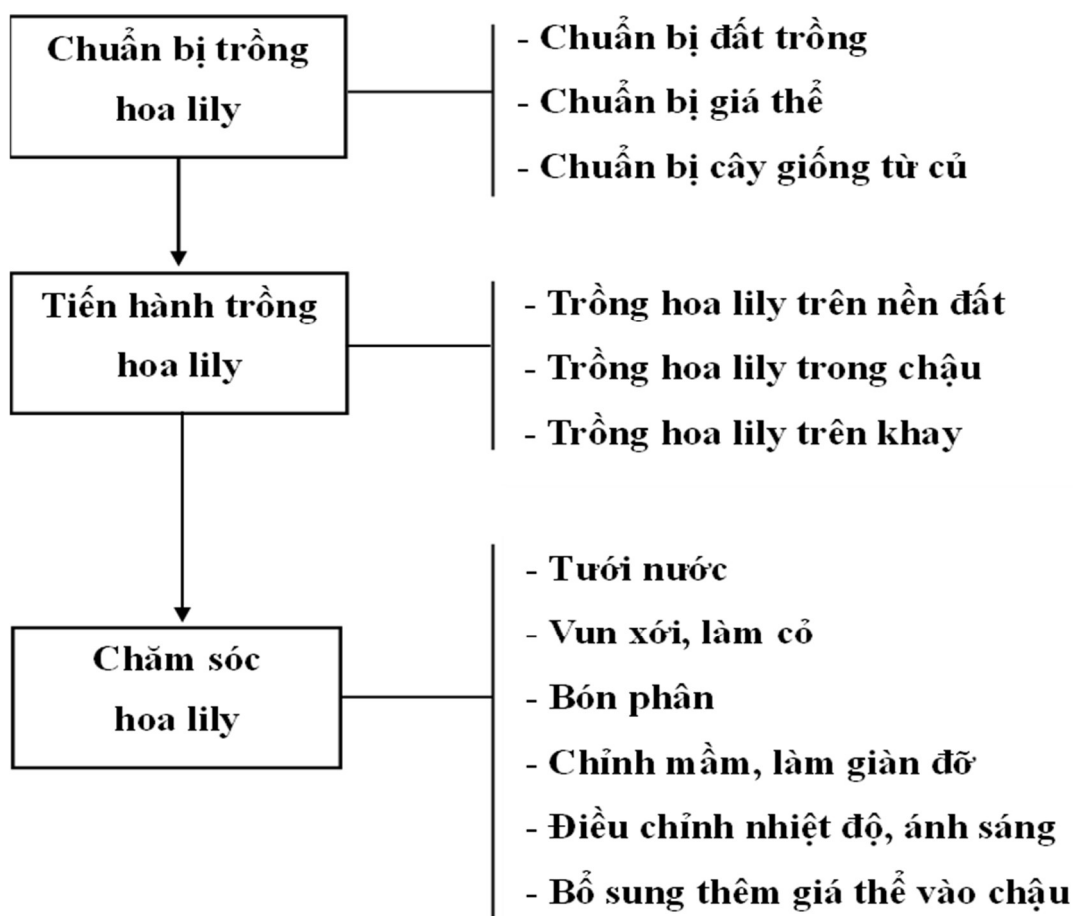 Chuẩn bị trồng
hoa lily
- Chuẩn bị đất trồng
- Chuẩn bị giá thể
- Chuẩn bị cây giống từ củ
Tiến hành trồng
hoa lily
- Trồng hoa lily trên nền đất
- Trồng hoa lily trong chậu
- Trồng hoa lily trên khay
Chăm sóc
hoa lily
- Tưới nước
- Vun xới, làm cỏ
- Bón phân
- Chỉnh mầm, làm giàn đỡ
- Điều chỉnh nhiệt độ, ánh sáng
- Bổ sung thêm giá thể vào chậu